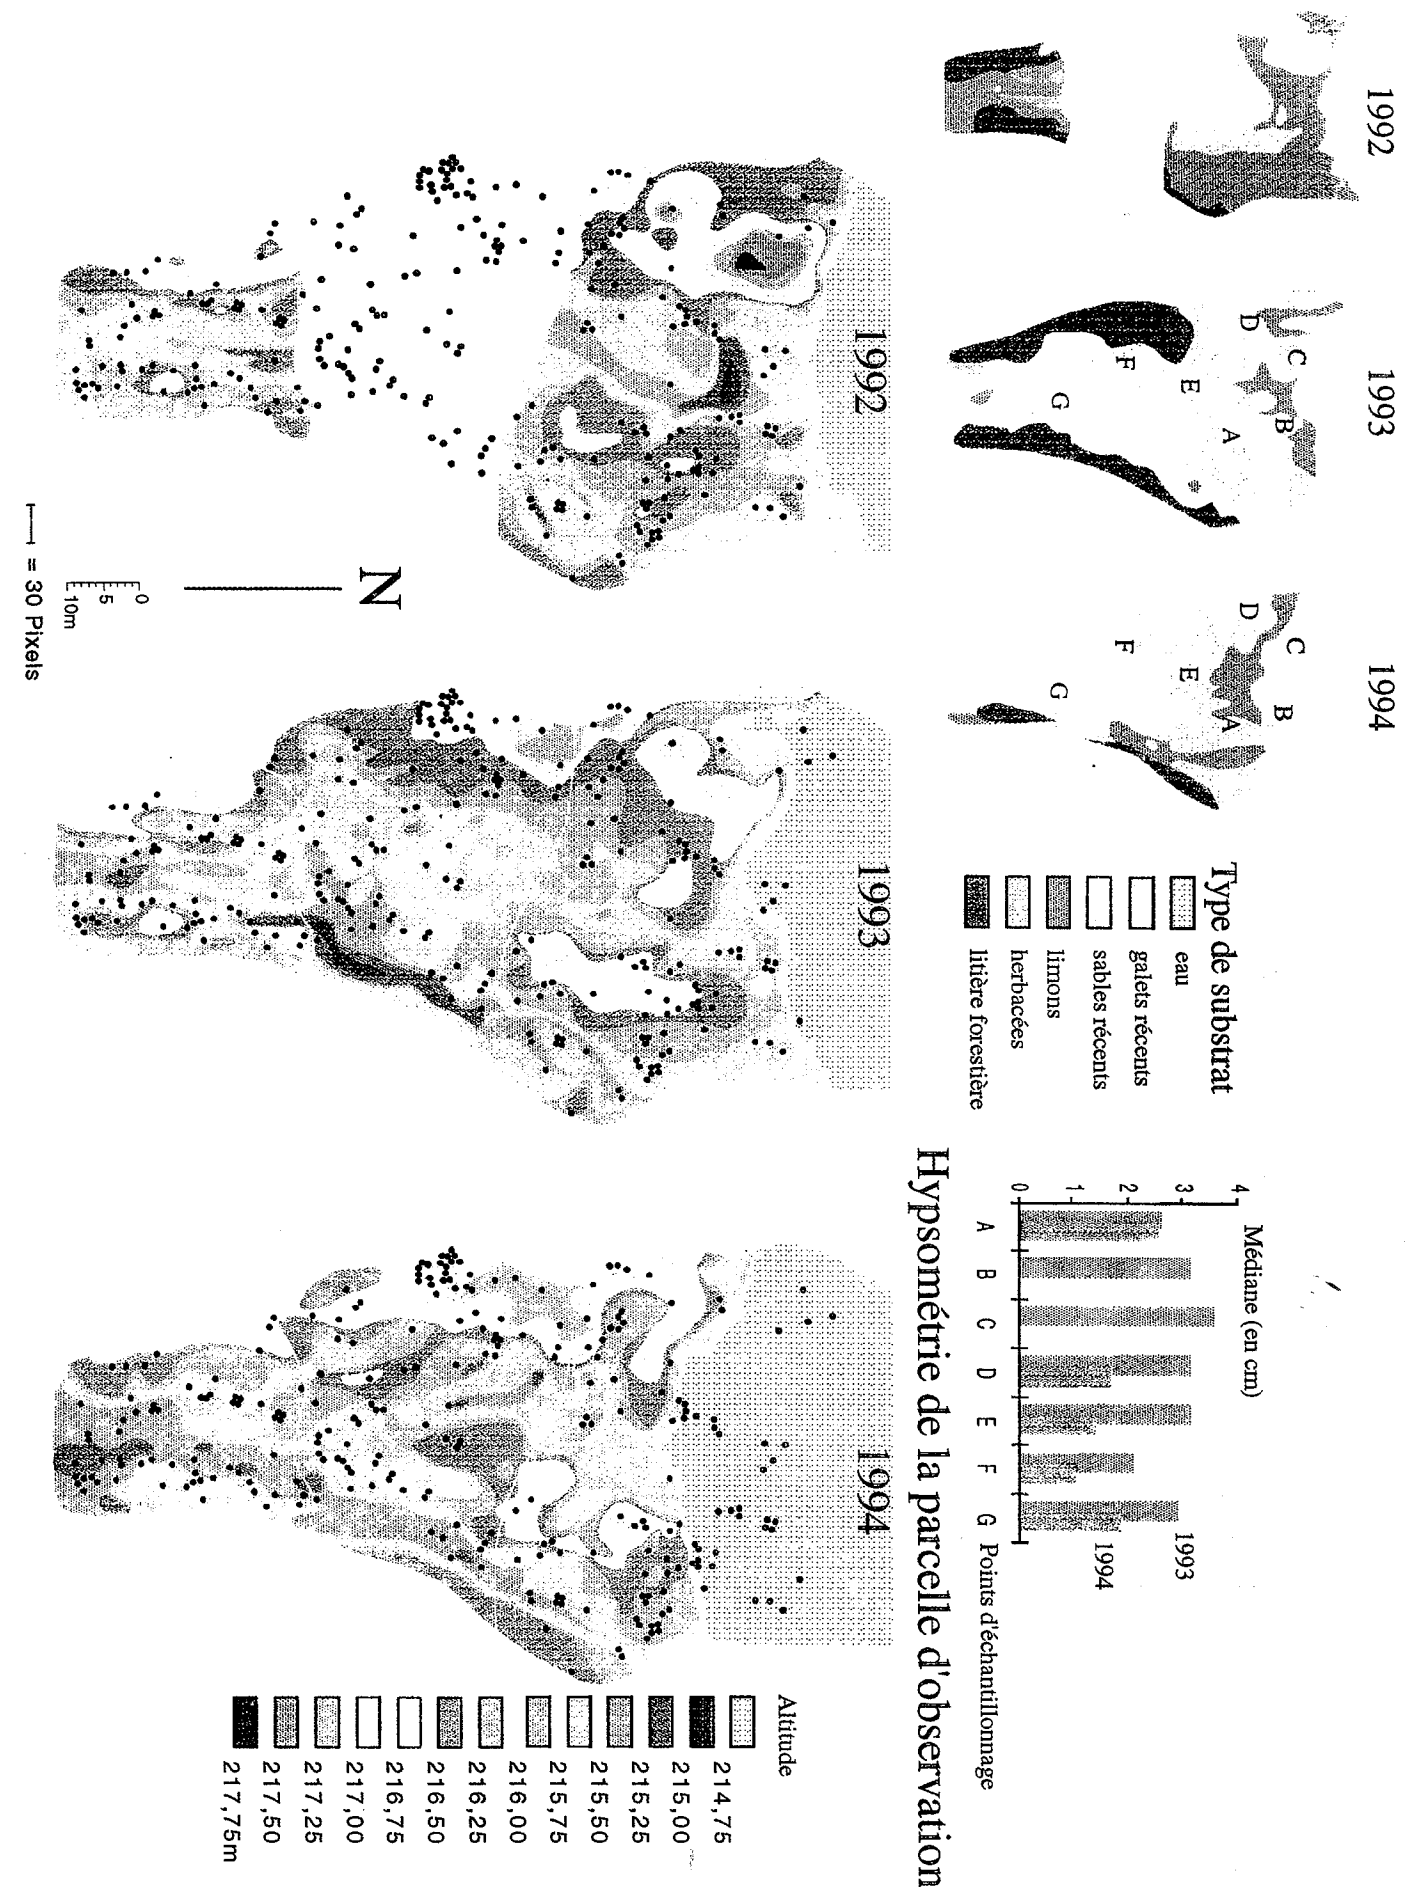 1992
1993
1994
D
C
B
A
E
F
G
D
C
B
A
E
F
G
Type de substrat
eau
galets récents
sables récents
limons
herbacées
litière forestière
Médiane (en cm)
4
3
2
1
0
A B C D E F G
1993
1994
Points d'échantillonnage
Hypsométrie de la parcelle d'observation
1992
1993
1994
N
0
5
10m
= 30 Pixels
Altitude
214,75
215,00
215,25
215,50
215,75
216,00
216,25
216,50
216,75
217,00
217,25
217,50
217,75m